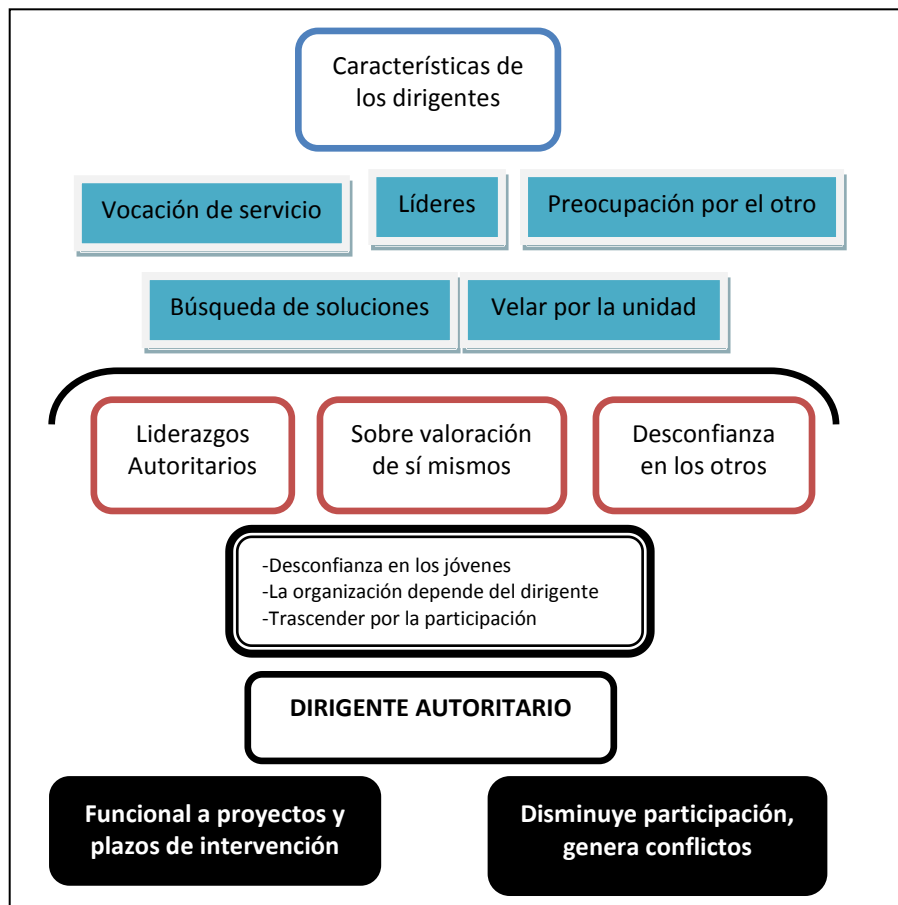 Características de
los dirigentes
Vocación de servicio
Líderes
Preocupación por el otro
Búsqueda de soluciones
Velar por la unidad
Liderazgos
Autoritarios
Sobre valoración
de sí mismos
Desconfianza
en los otros
-Desconfianza en los jóvenes
-La organización depende del dirigente
-Trascender por la participación
DIRIGENTE AUTORITARIO
Funcional a proyectos y
plazos de intervención
Disminuye participación,
genera conflictos